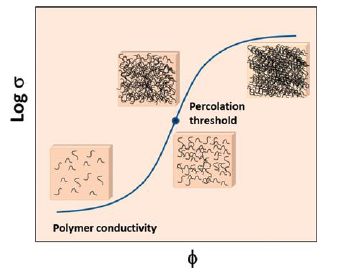 Log σ
Percolation
threshold
Polymer conductivity
ϕ